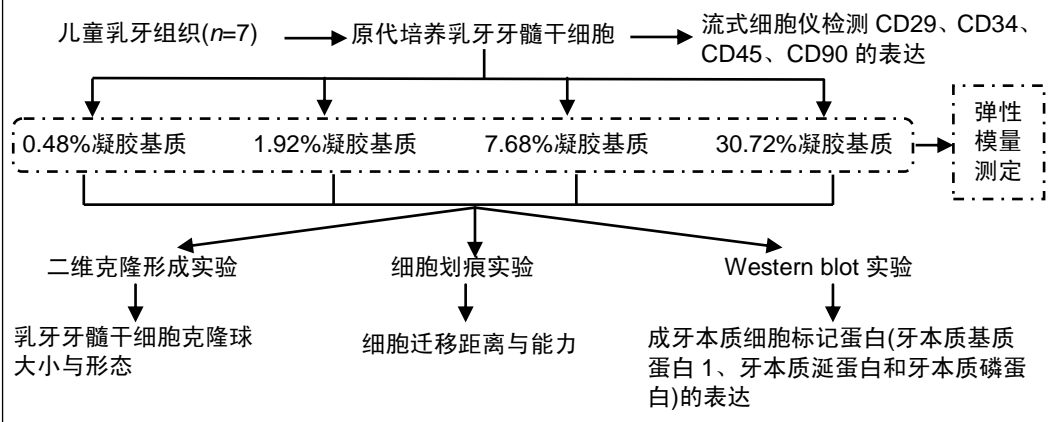 儿童乳牙组织(n=7)
原代培养乳牙牙髓干细胞
流式细胞仪检测 CD29、CD34、
CD45、CD90 的表达
0.48%凝胶基质
1.92%凝胶基质
7.68%凝胶基质
30.72%凝胶基质
弹性
模量
测定
二维克隆形成实验
细胞划痕实验
Western blot 实验
乳牙牙髓干细胞克隆球
大小与形态
细胞迁移距离与能力
成牙本质细胞标记蛋白(牙本质基质
蛋白 1、牙本质涎蛋白和牙本质磷蛋
白)的表达